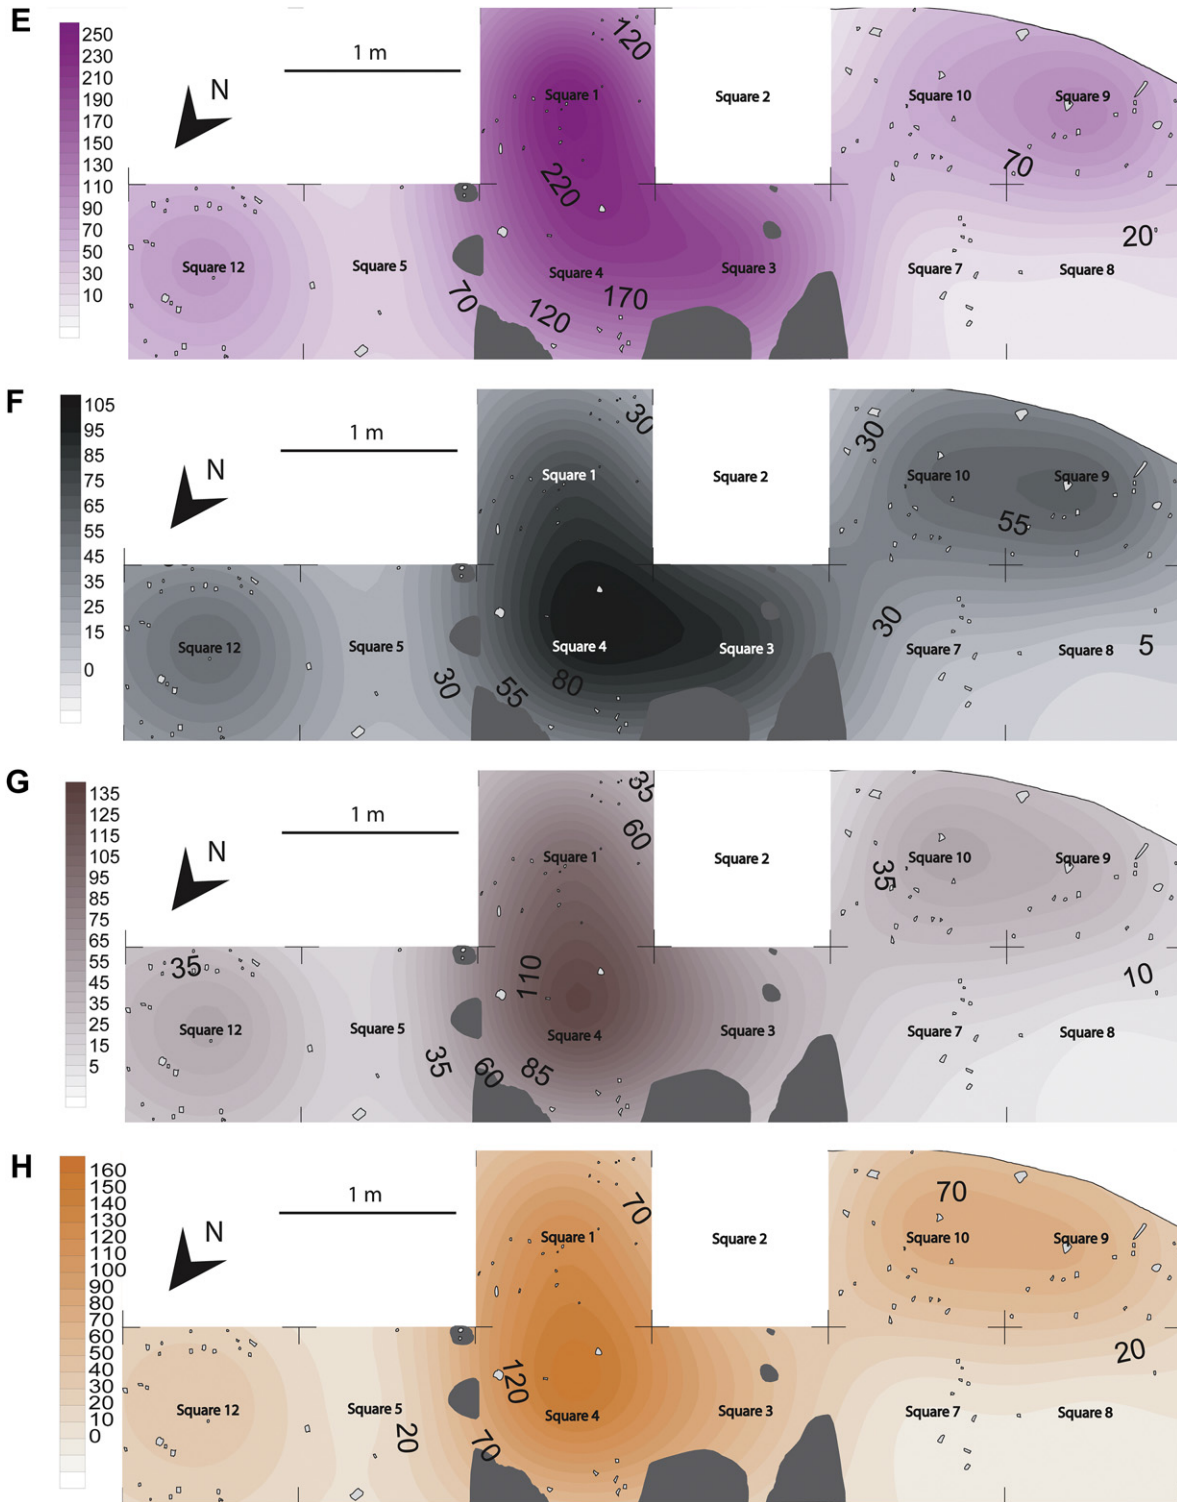 E
250
230
210
190
170
150
130
110
90
70
50
30
10
N
1 m
120
Square 1
Square 2
Square 10
Square 9
220
70
20
Square 12
Square 5
Square 4
Square 3
Square 7
Square 8
70
120
170
F
105
95
85
75
65
55
45
35
25
15
0
N
1 m
30
30
Square 1
Square 2
Square 10
Square 9
55
30
Square 12
Square 5
Square 4
Square 3
Square 7
Square 8
5
30
55
80
G
135
125
115
105
95
85
75
65
55
45
35
25
15
5
N
1 m
35
60
Square 1
Square 2
35
Square 10
Square 9
35
110
10
Square 12
Square 5
Square 4
Square 3
Square 7
Square 8
35
60
85
H
160
150
140
130
120
110
100
90
80
70
60
50
40
30
20
10
0
N
1 m
70
70
Square 1
Square 2
Square 10
Square 9
120
20
Square 12
Square 5
Square 4
Square 3
Square 7
Square 8
20
70